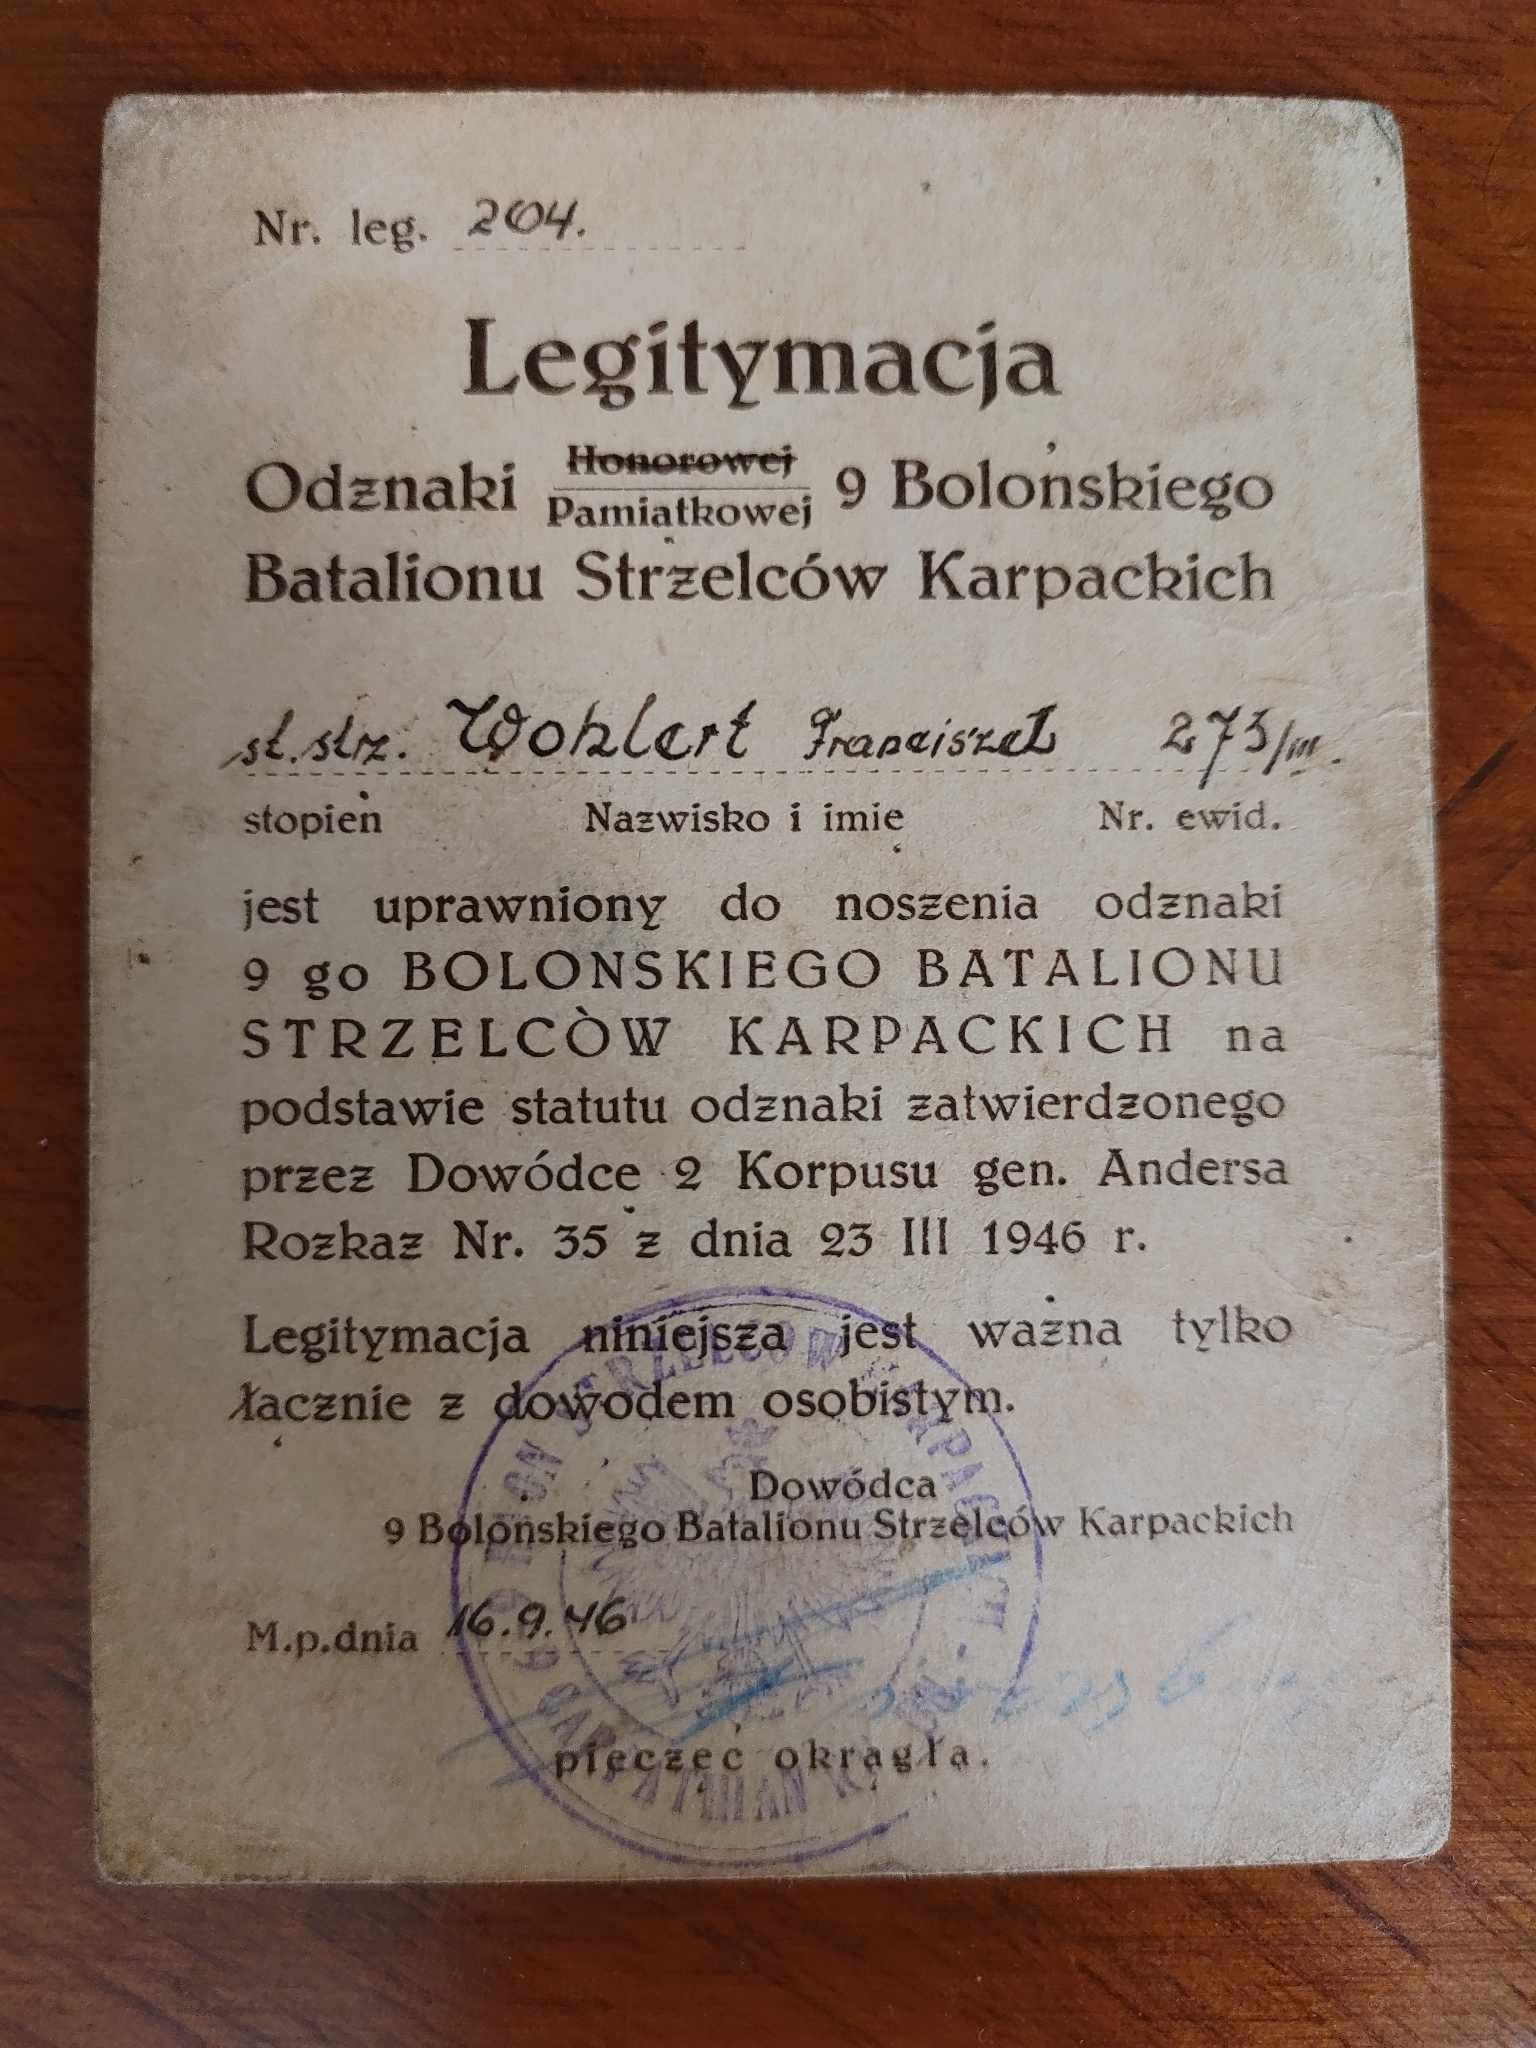 Nr. leg. 204.
Legitymacja
Odznaki Honorowej 9 Bolońskiego
Pamiątkowej
Batalionu Strzelców Karpackich
st. strz. Wohlert Franciszek 273/III.
stopień Nazwisko i imię Nr. ewid.
jest uprawniony do noszenia odznaki
9 go BOLONSKIEGO BATALIONU
STRZELCÒW KARPACKICH na
podstawie statutu odznaki zatwierdzonego
przez Dowódcę 2 Korpusu gen. Andersa
Rozkaz Nr. 35 z dnia 23 III 1946 r.
Legitymacja niniejsza jest ważna tylko
łącznie z dowodem osobistym.
Dowódca
9 Bolońskiego Batalionu Strzelców Karpackich
M.p.dnia 16.9.46
pieczęć okrągła.
STRZELCÓW KARPACKICH